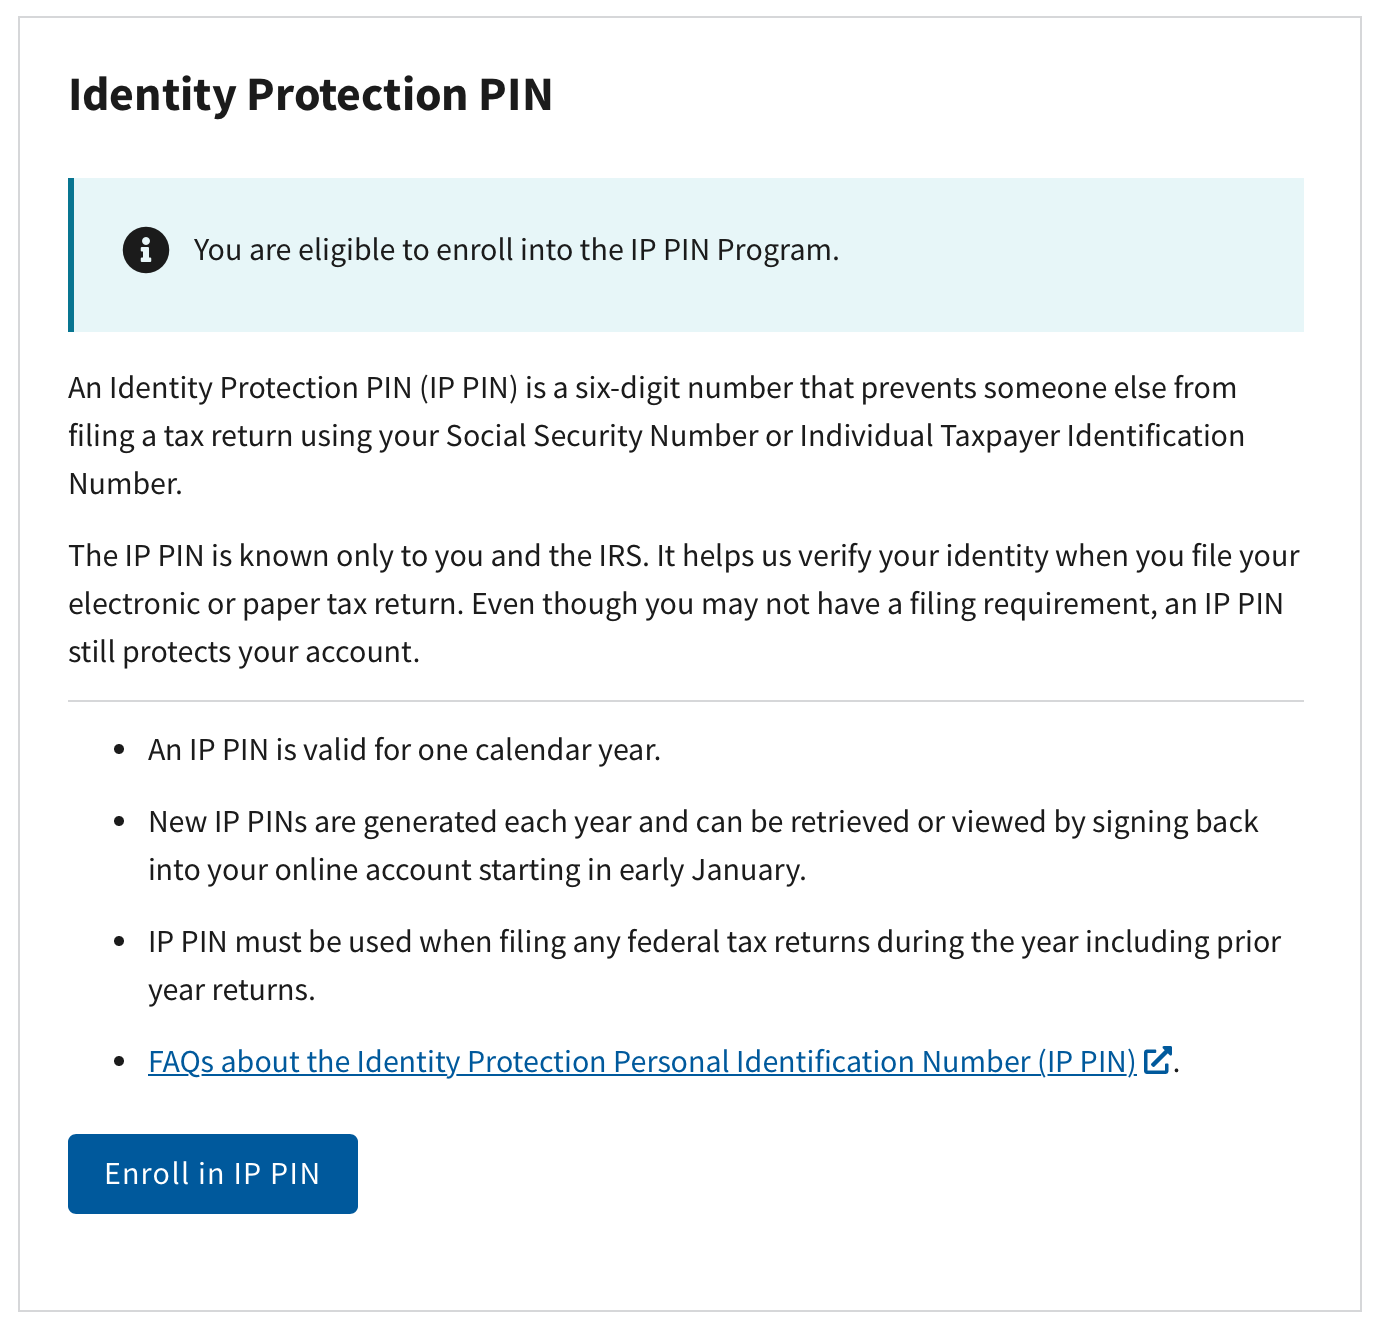 Identity Protection PIN
You are eligible to enroll into the IP PIN Program.
An Identity Protection PIN (IP PIN) is a six-digit number that prevents someone else from
filing a tax return using your Social Security Number or Individual Taxpayer Identification
Number.
The IP PIN is known only to you and the IRS. It helps us verify your identity when you file your
electronic or paper tax return. Even though you may not have a filing requirement, an IP PIN
still protects your account.
• An IP PIN is valid for one calendar year.
• New IP PINs are generated each year and can be retrieved or viewed by signing back
into your online account starting in early January.
• IP PIN must be used when filing any federal tax returns during the year including prior
year returns.
• FAQs about the Identity Protection Personal Identification Number (IP PIN) .
Enroll in IP PIN